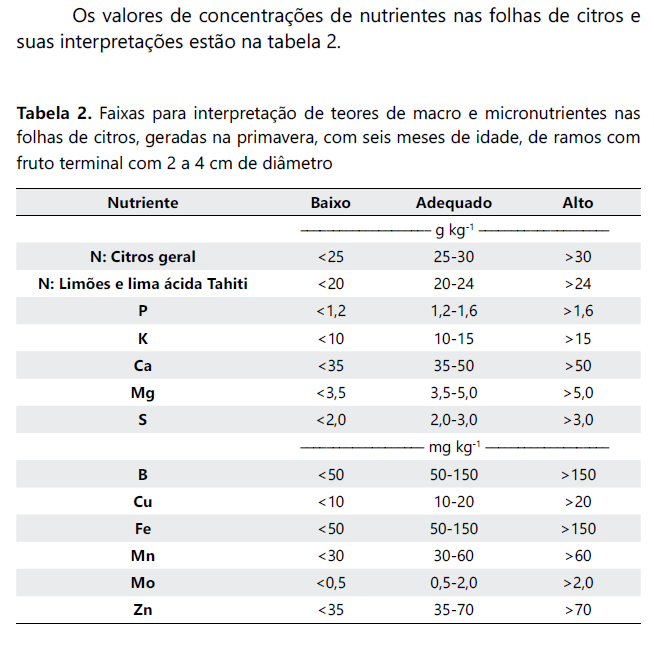 Os valores de concentrações de nutrientes nas folhas de citros e
suas interpretações estão na tabela 2.
Tabela 2. Faixas para interpretação de teores de macro e micronutrientes nas
folhas de citros, geradas na primavera, com seis meses de idade, de ramos com
fruto terminal com 2 a 4 cm de diâmetro
Nutriente Baixo Adequado Alto
g kg-1
N: Citros geral <25 25-30 >30
N: Limões e lima ácida Tahiti <20 20-24 >24
P <1,2 1,2-1,6 >1,6
K <10 10-15 >15
Ca <35 35-50 >50
Mg <3,5 3,5-5,0 >5,0
S <2,0 2,0-3,0 >3,0
mg kg-1
B <50 50-150 >150
Cu <10 10-20 >20
Fe <50 50-150 >150
Mn <30 30-60 >60
Mo <0,5 0,5-2,0 >2,0
Zn <35 35-70 >70